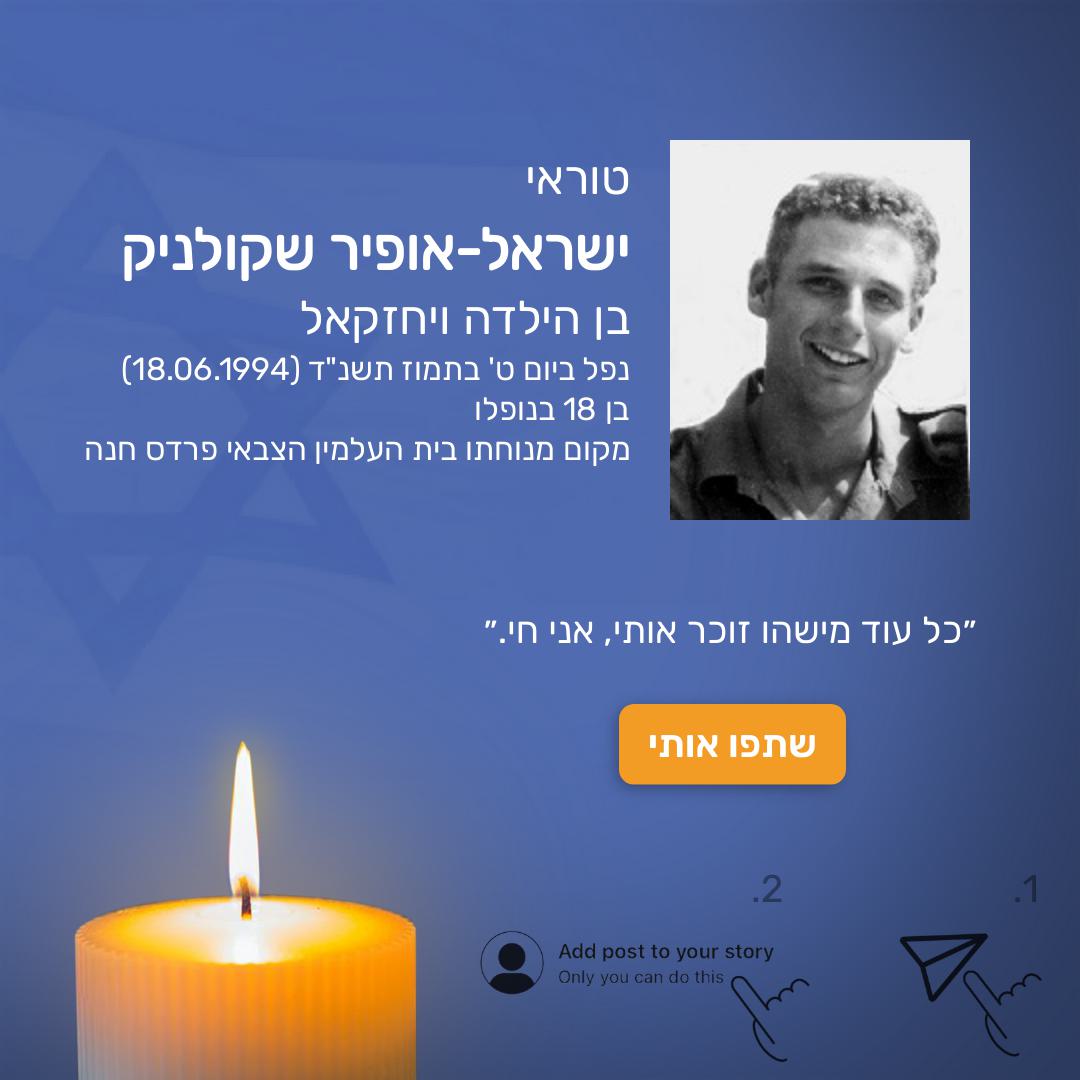 טוראי
ישראל-אופיר שקולניק
בן הילדה ויחזקאל
נפל ביום ט' בתמוז תשנ"ד (18.06.1994)
בן 18 בנופלו
מקום מנוחתו בית העלמין הצבאי פרדס חנה
״כל עוד מישהו זוכר אותי, אני חי.״
שתפו אותי
1.
2.
Add post to your story
Only you can do this